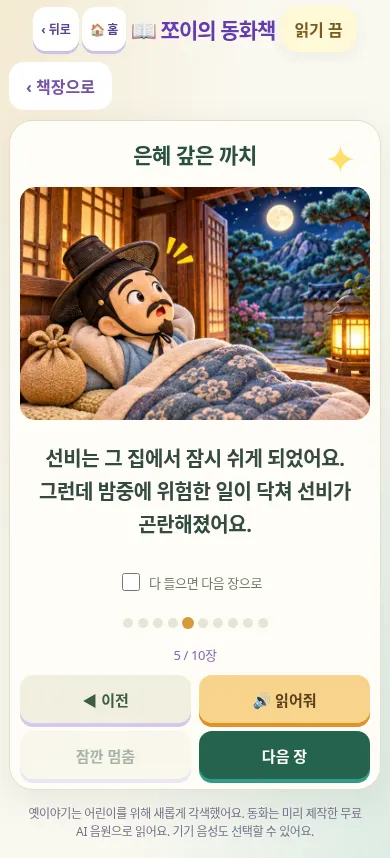 ‹ 뒤로
🏠 홈
📖 쪼이의 동화책
읽기 끔
‹ 책장으로
은혜 갚은 까치
선비는 그 집에서 잠시 쉬게 되었어요.
그런데 밤중에 위험한 일이 닥쳐 선비가
곤란해졌어요.
다 들으면 다음 장으로
5 / 10장
◀ 이전
🔊 읽어줘
잠깐 멈춤
다음 장
옛이야기는 어린이를 위해 새롭게 각색했어요. 동화는 미리 제작한 무료
AI 음원으로 읽어요. 기기 음성도 선택할 수 있어요.